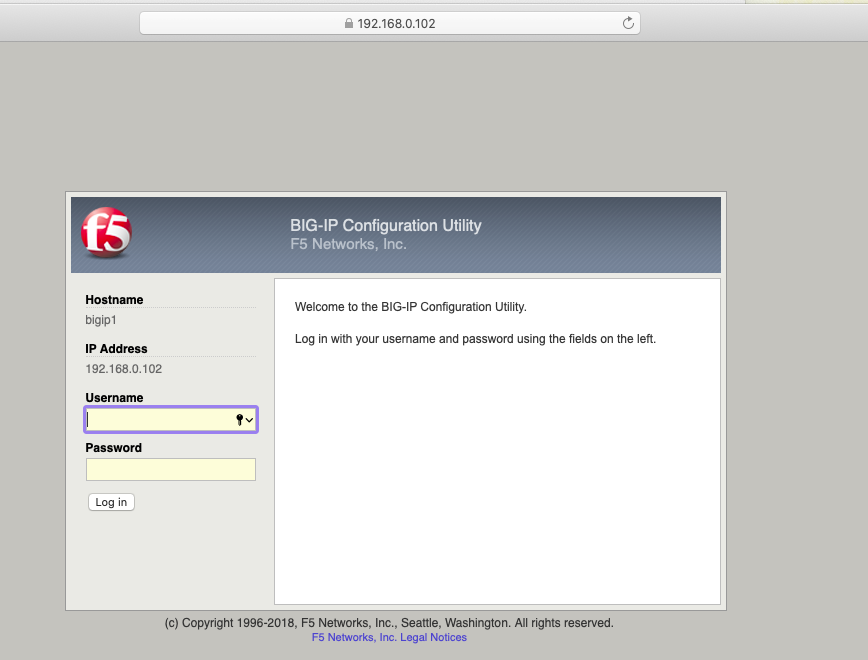 192.168.0.102
f5
BIG-IP Configuration Utility
F5 Networks, Inc.
Hostname
bigip1
IP Address
192.168.0.102
Username
Password
Log in
Welcome to the BIG-IP Configuration Utility.
Log in with your username and password using the fields on the left.
(c) Copyright 1996-2018, F5 Networks, Inc., Seattle, Washington. All rights reserved.
F5 Networks, Inc. Legal Notices